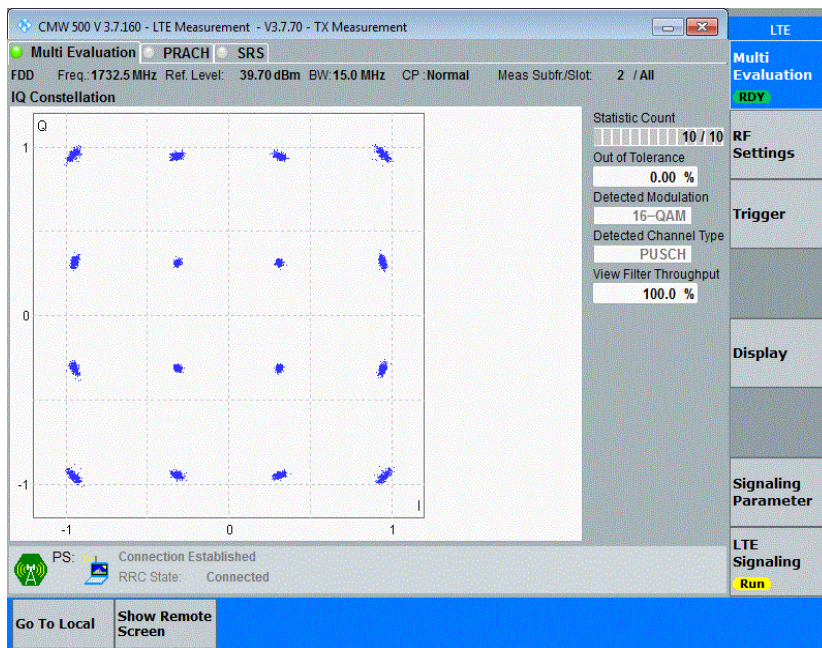 CMW 500 V 3.7.160 - LTE Measurement - V3.7.70 - TX Measurement
LTE
Multi Evaluation PRACH SRS
FDD Freq.: 1732.5 MHz Ref. Level: 39.70 dBm BW: 15.0 MHz CP : Normal Meas Subfr./Slot: 2 / All
IQ Constellation
Q
1
0
-1
I
-1 0 1
Statistic Count
10 / 10
Out of Tolerance
0.00 %
Detected Modulation
16-QAM
Detected Channel Type
PUSCH
View Filter Throughput
100.0 %
Multi
Evaluation
RDY
RF
Settings
Trigger
Display
Signaling
Parameter
LTE
Signaling
Run
PS: Connection Established
RRC State: Connected
Go To Local
Show Remote
Screen